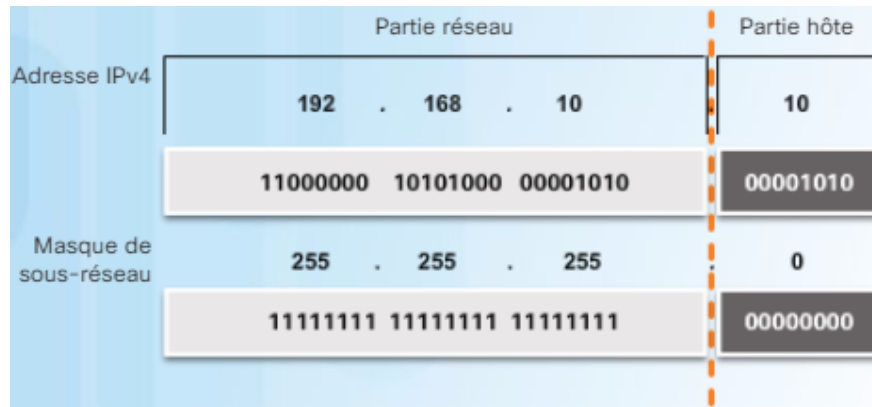 Partie réseau Partie hôte
Adresse IPv4
192 . 168 . 10 . 10
11000000 10101000 00001010 00001010
Masque de
sous-réseau
255 . 255 . 255 . 0
11111111 11111111 11111111 00000000